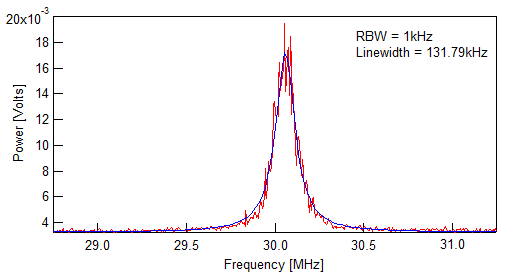 20x10⁻³
RBW = 1kHz
Linewidth = 131.79kHz
18
16
14
12
10
8
6
4
Power [Volts]
29.0 29.5 30.0 30.5 31.0
Frequency [MHz]